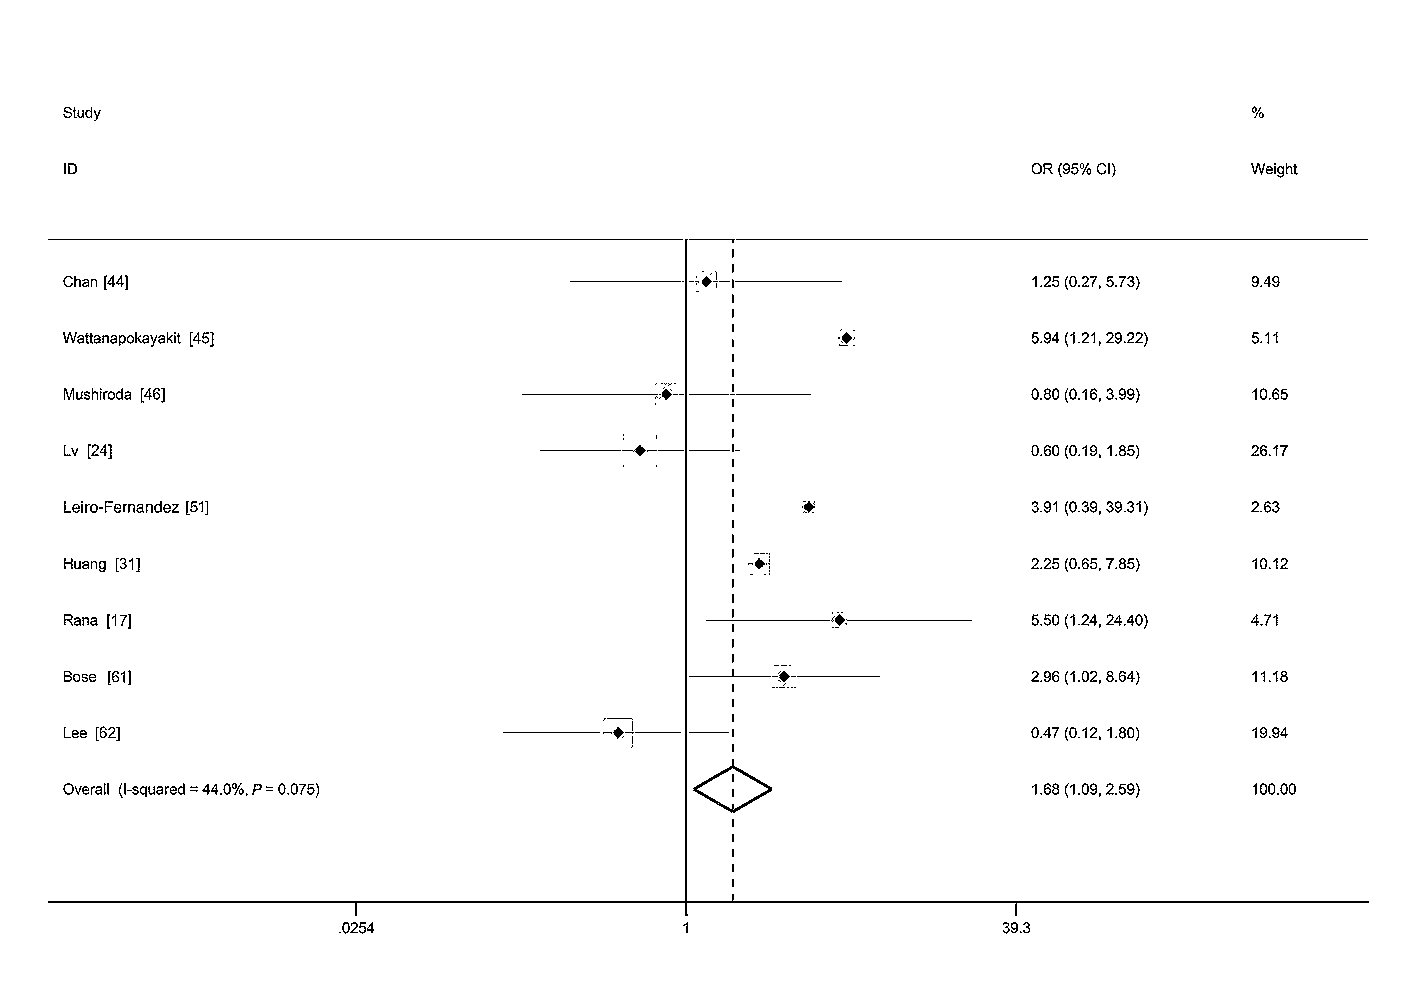 Study %
ID OR (95% CI) Weight
Chan [44] 1.25 (0.27, 5.73) 9.49
Wattanapokayakit [45] 5.94 (1.21, 29.22) 5.11
Mushiroda [46] 0.80 (0.16, 3.99) 10.65
Lv [24] 0.60 (0.19, 1.85) 26.17
Leiro-Fernandez [51] 3.91 (0.39, 39.31) 2.63
Huang [31] 2.25 (0.65, 7.85) 10.12
Rana [17] 5.50 (1.24, 24.40) 4.71
Bose [61] 2.96 (1.02, 8.64) 11.18
Lee [62] 0.47 (0.12, 1.80) 19.94
Overall (I-squared = 44.0%, P = 0.075) 1.68 (1.09, 2.59) 100.00
.0254 1 39.3